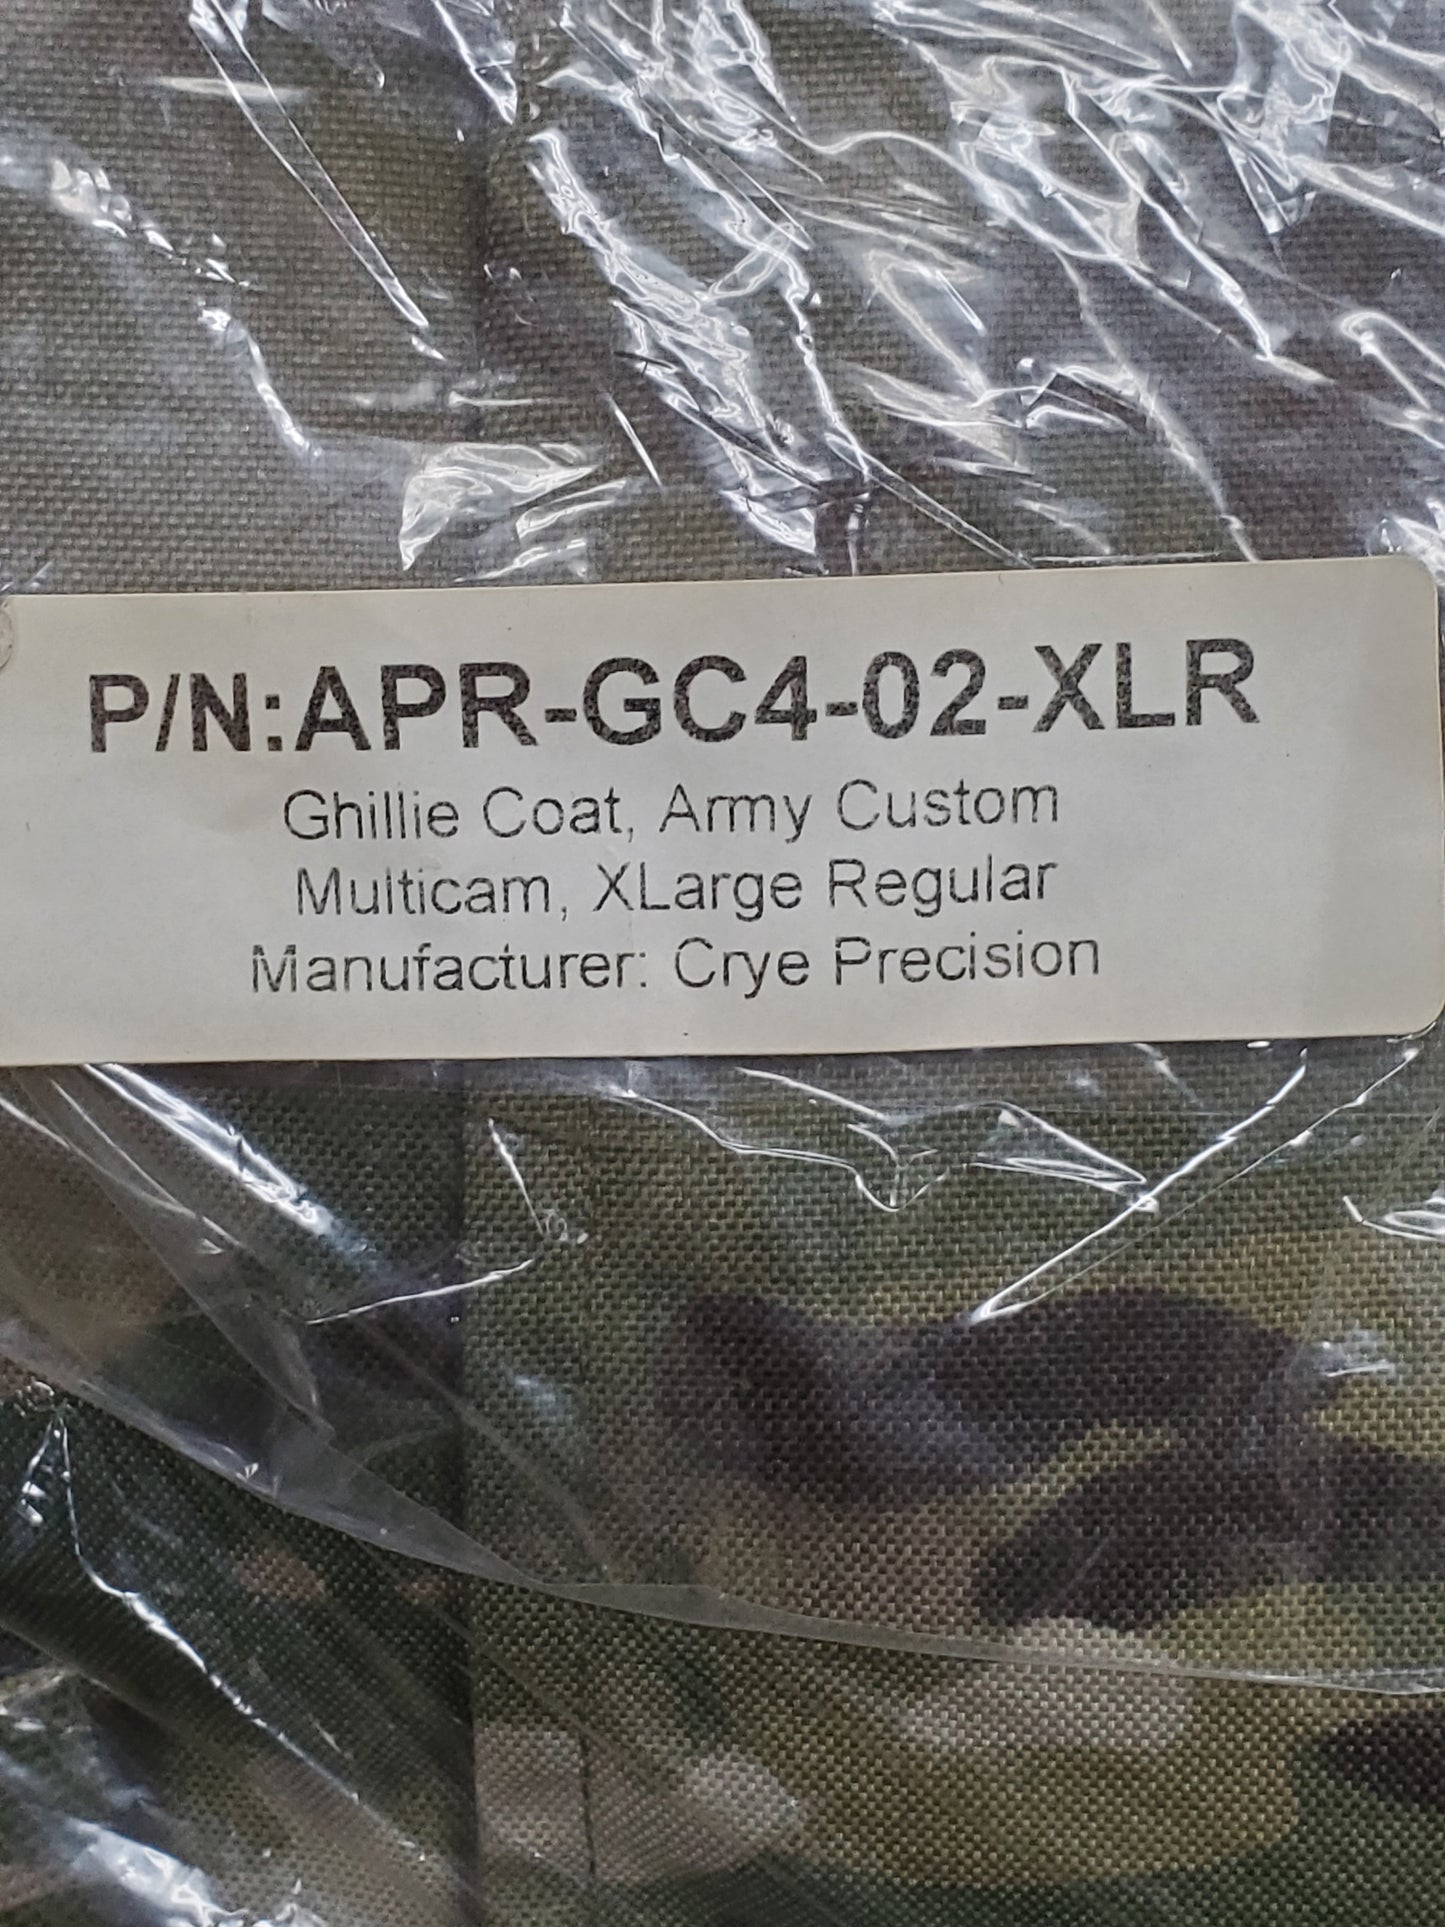 P/N:APR-GC4-02-XLR
Ghillie Coat, Army Custom
Multicam, XLarge Regular
Manufacturer: Crye Precision